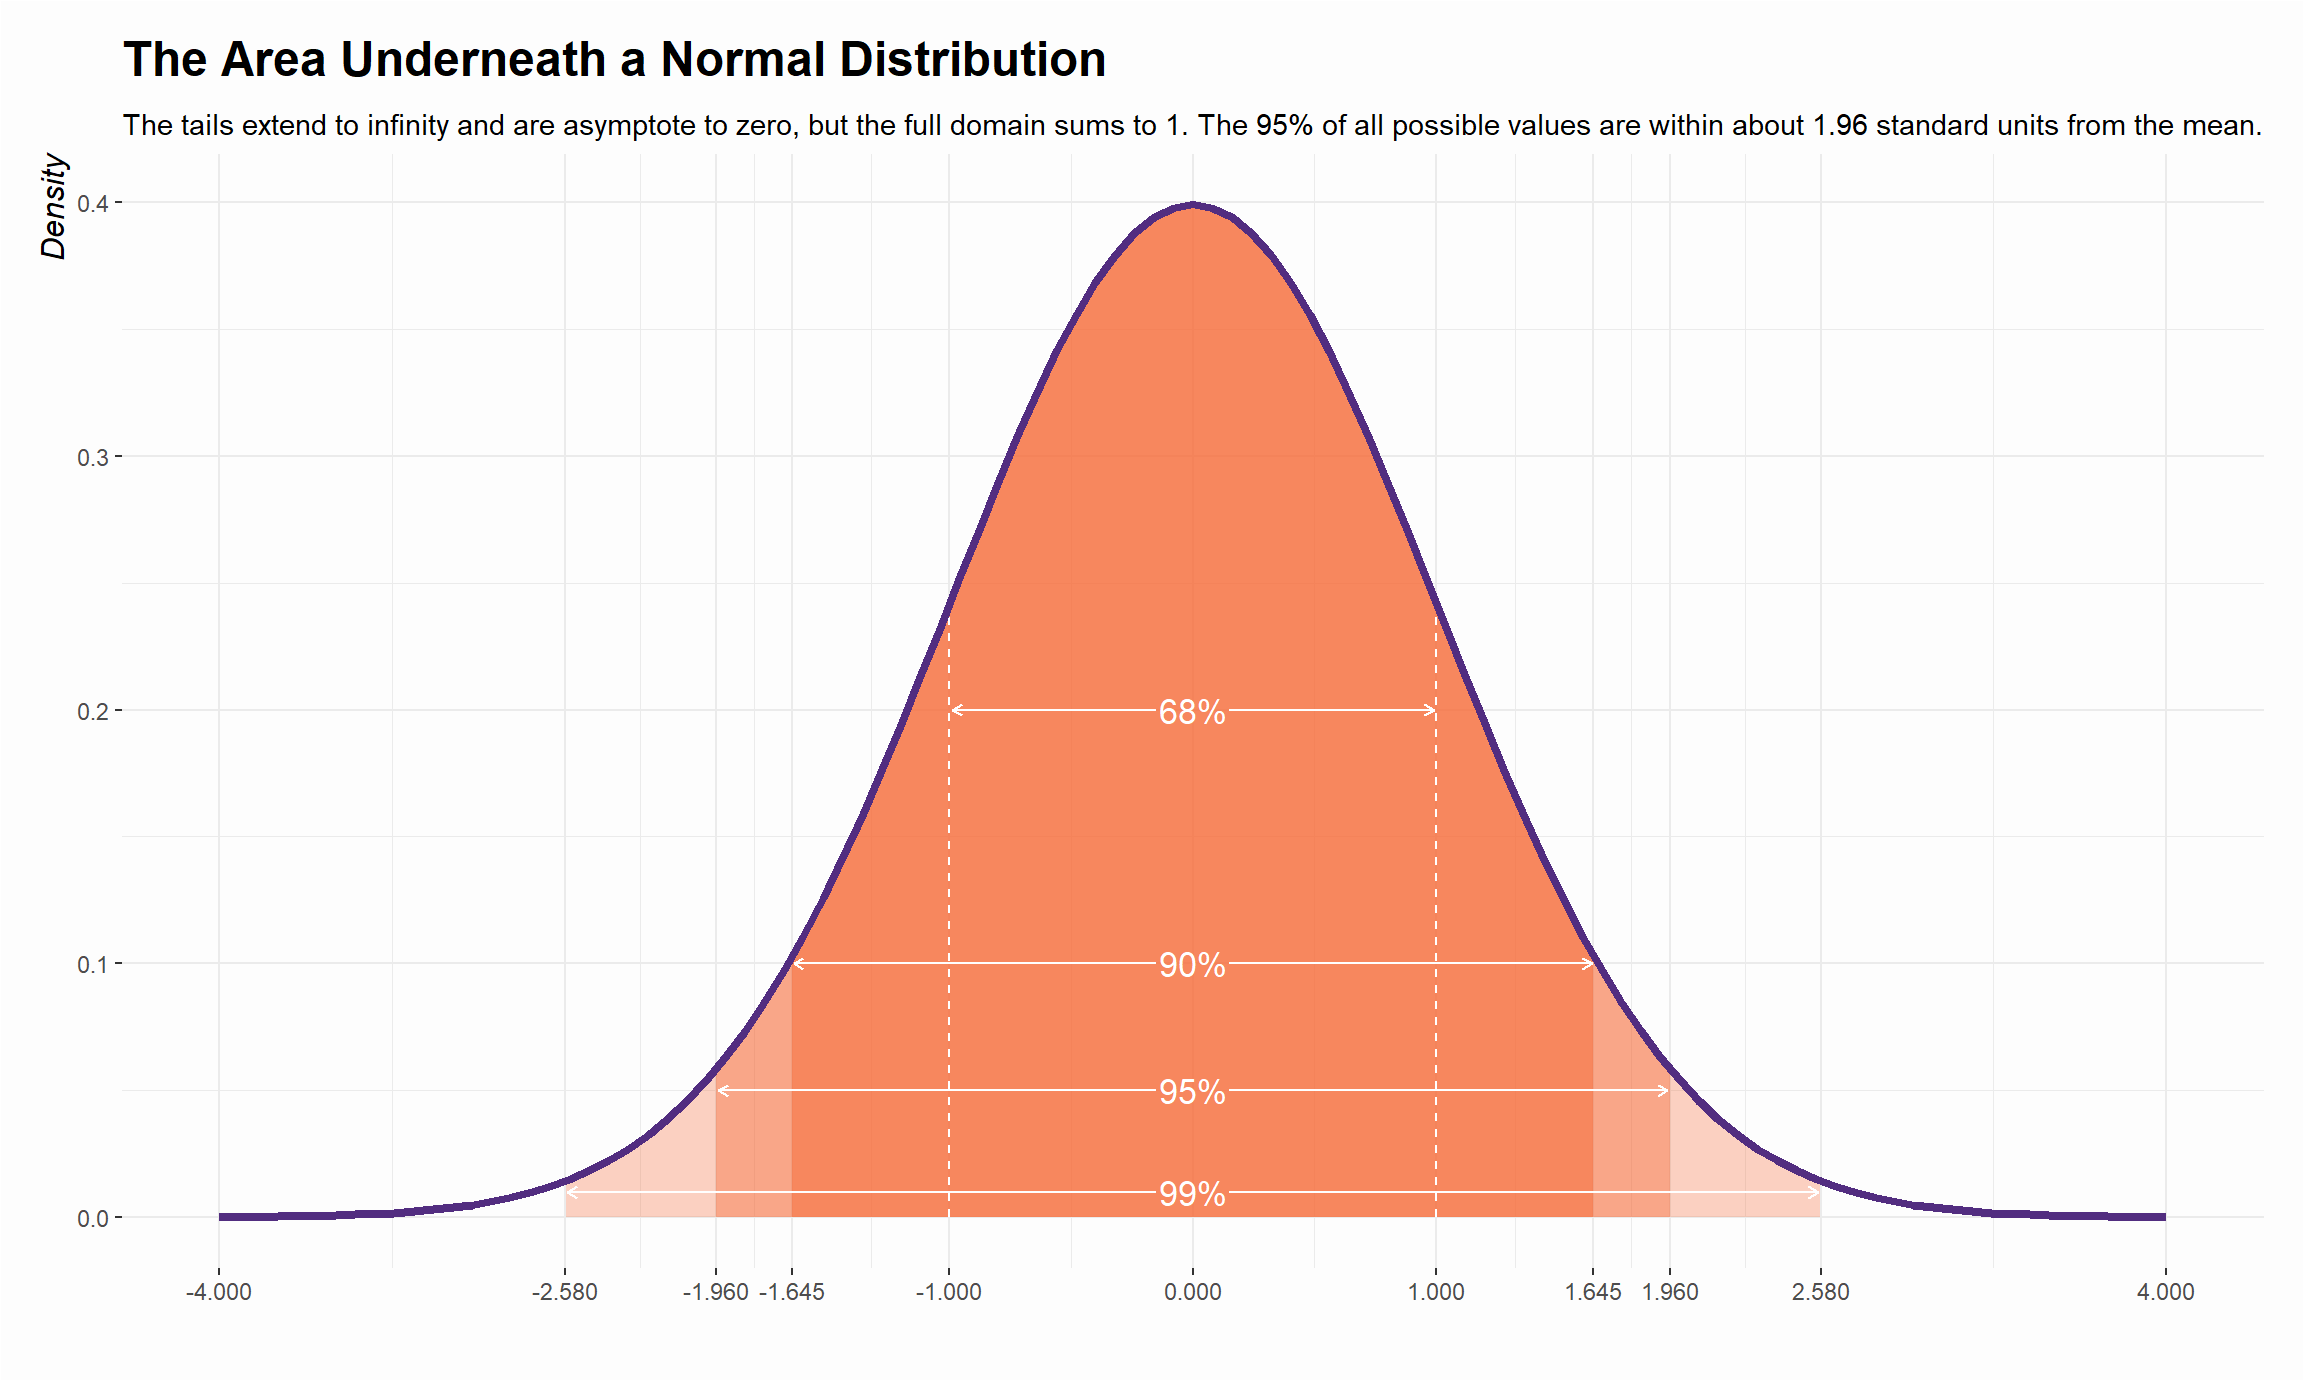 The Area Underneath a Normal Distribution
The tails extend to infinity and are asymptote to zero, but the full domain sums to 1. The 95% of all possible values are within about 1.96 standard units from the mean.
Density
0.4
0.3
0.2
0.1
0.0
68%
90%
95%
99%
-4.000 -2.580 -1.960 -1.645 -1.000 0.000 1.000 1.645 1.960 2.580 4.000